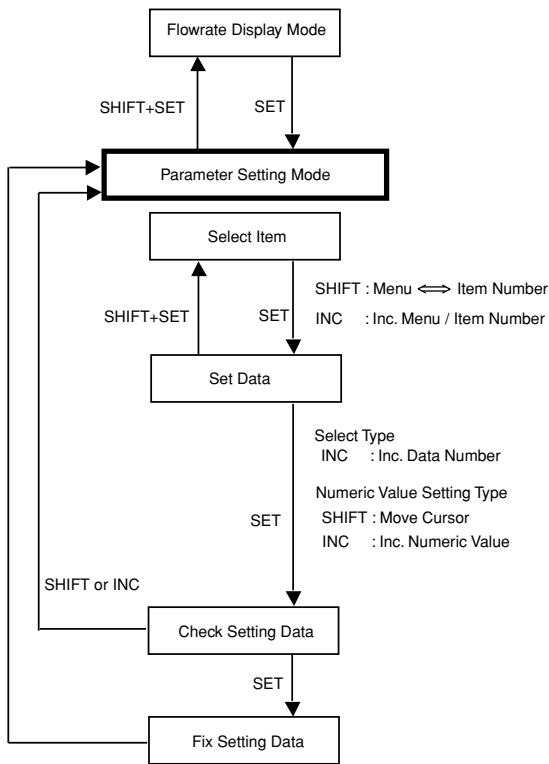 Flowrate Display Mode
SHIFT+SET
SET
Parameter Setting Mode
Select Item
SHIFT : Menu ⇔ Item Number
SHIFT+SET
SET
INC : Inc. Menu / Item Number
Set Data
Select Type
INC : Inc. Data Number
Numeric Value Setting Type
SET
SHIFT : Move Cursor
INC : Inc. Numeric Value
SHIFT or INC
Check Setting Data
SET
Fix Setting Data